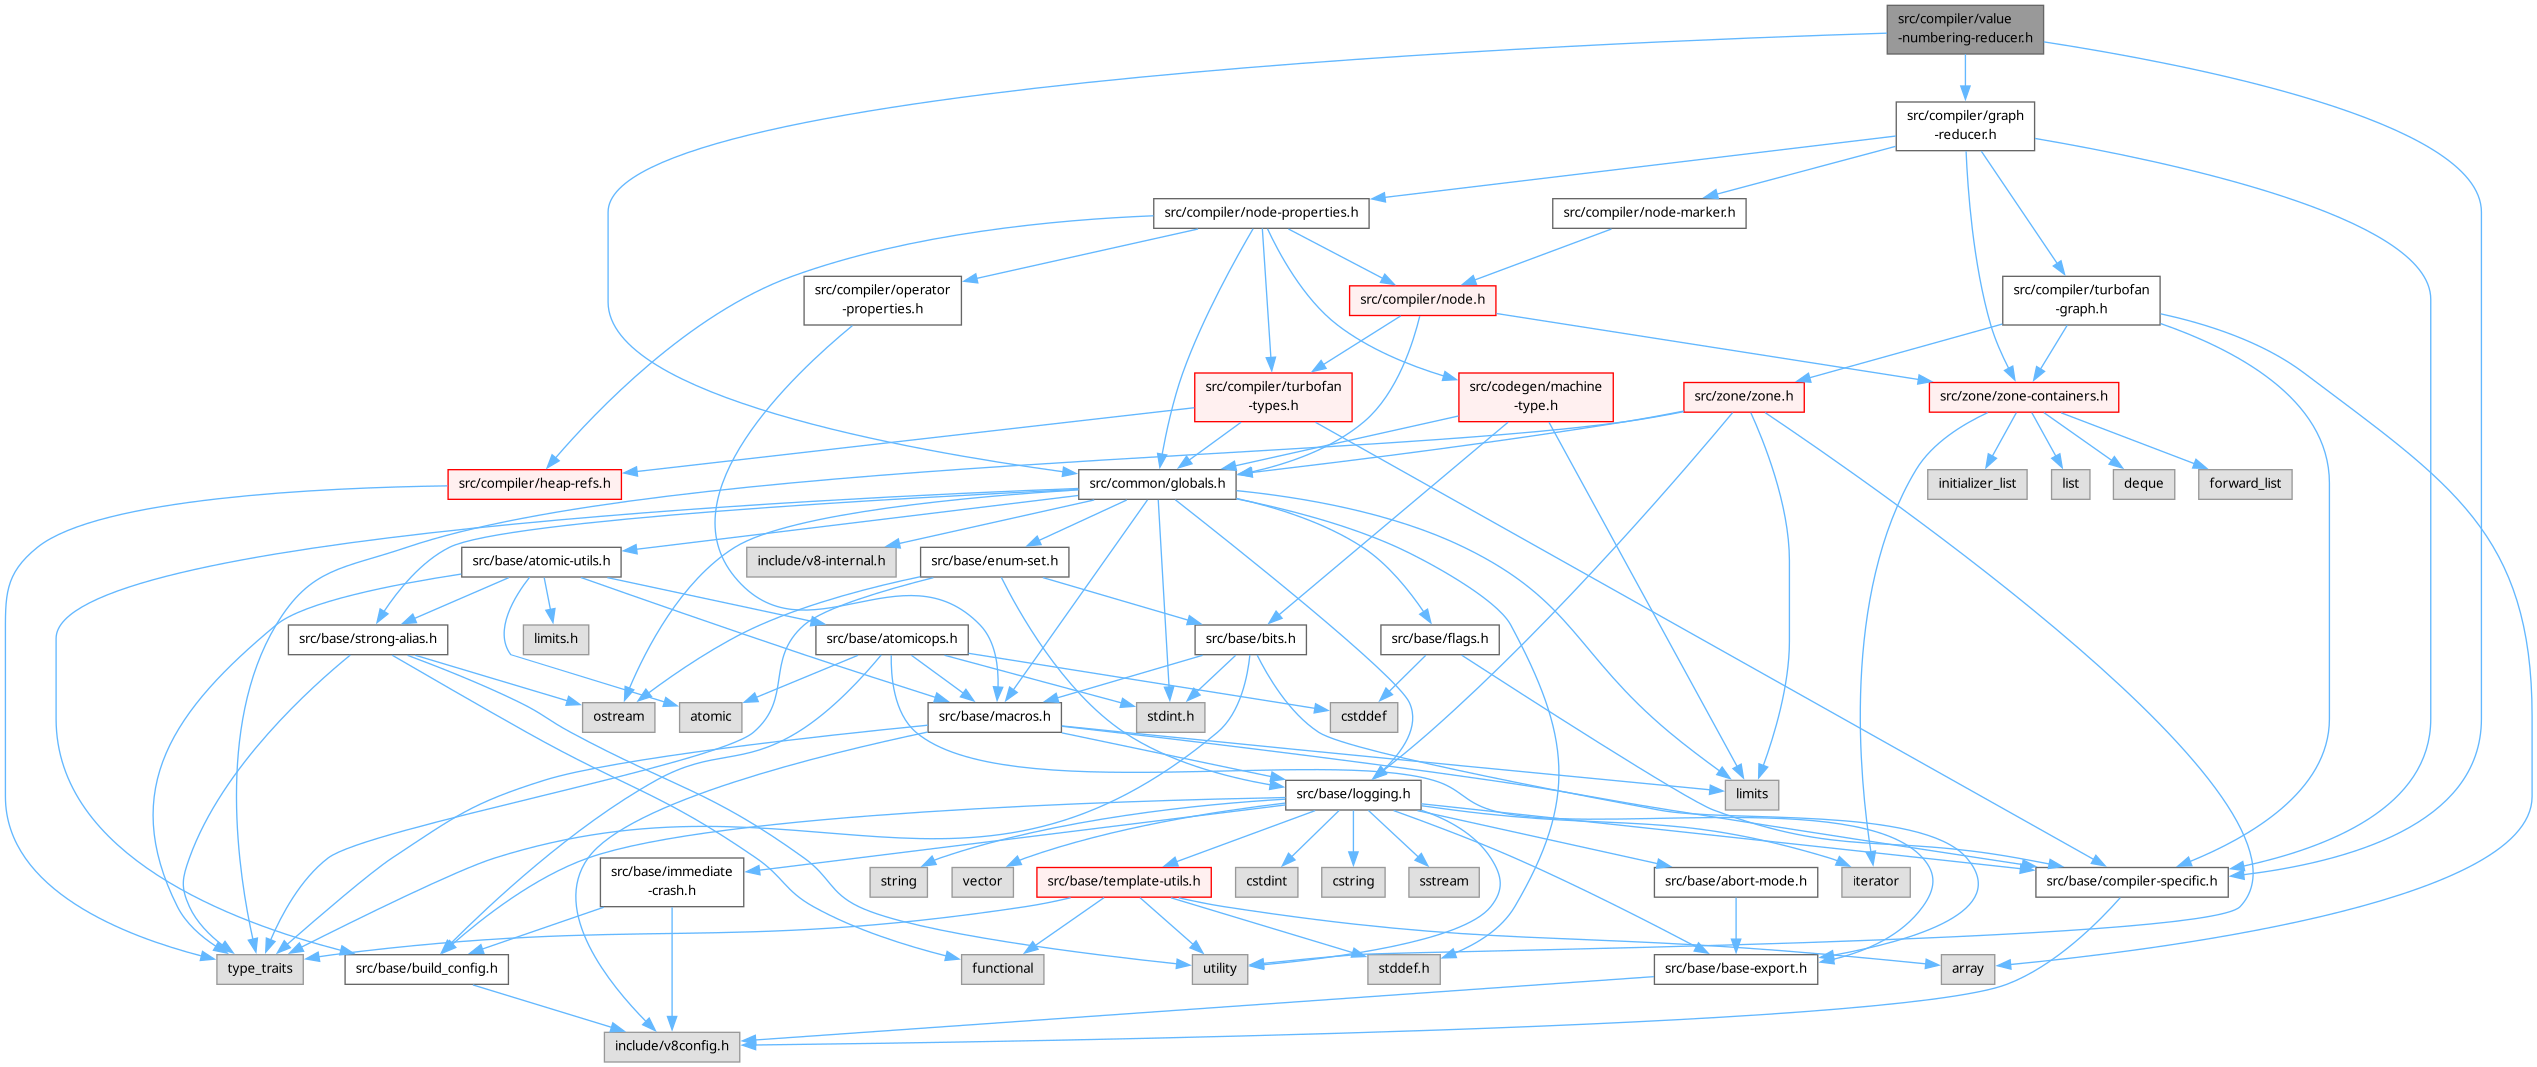 src/compiler/value
-numbering-reducer.h
src/compiler/graph
-reducer.h
src/compiler/node-properties.h
src/compiler/node-marker.h
src/compiler/operator
-properties.h
src/compiler/node.h
src/compiler/turbofan
-graph.h
src/compiler/turbofan
-types.h
src/codegen/machine
-type.h
src/zone/zone.h
src/zone/zone-containers.h
src/compiler/heap-refs.h
src/common/globals.h
initializer_list
list
deque
forward_list
src/base/atomic-utils.h
include/v8-internal.h
src/base/enum-set.h
src/base/strong-alias.h
limits.h
src/base/atomicops.h
src/base/bits.h
src/base/flags.h
ostream
atomic
src/base/macros.h
stdint.h
cstddef
src/base/logging.h
limits
src/base/immediate
-crash.h
string
vector
src/base/template-utils.h
cstdint
cstring
sstream
src/base/abort-mode.h
iterator
src/base/compiler-specific.h
type_traits
src/base/build_config.h
functional
utility
stddef.h
src/base/base-export.h
array
include/v8config.h